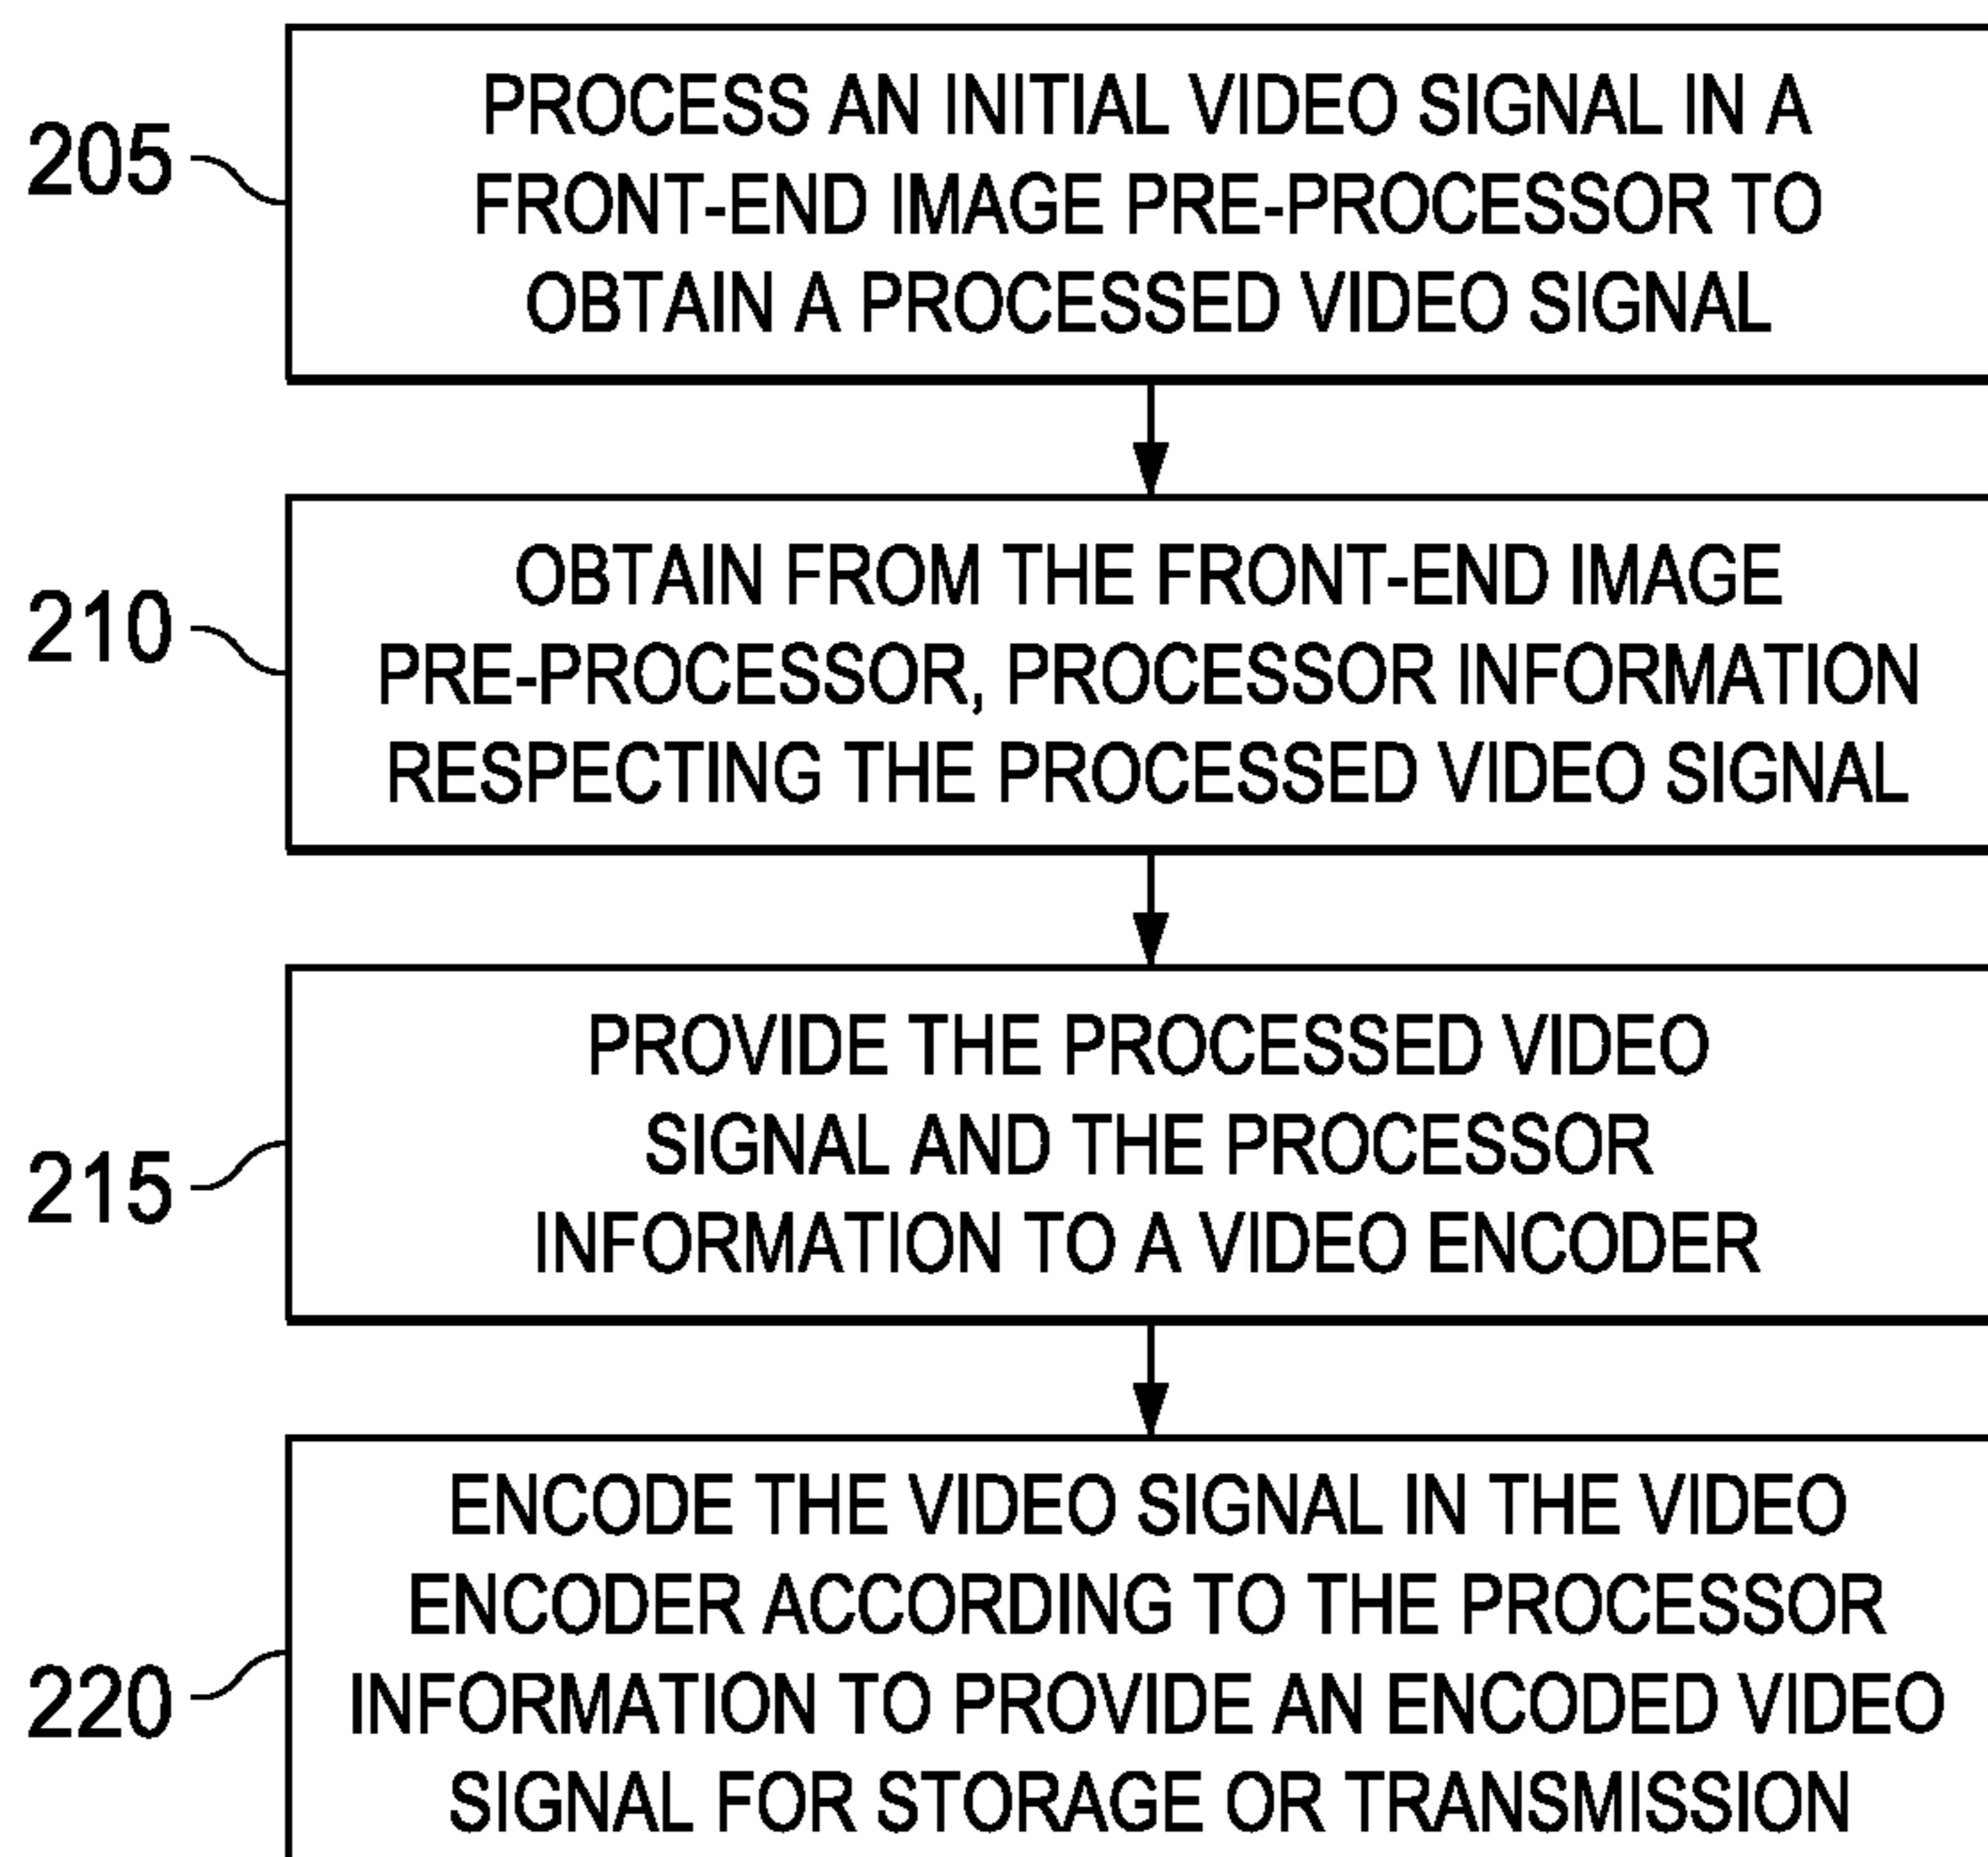 205
PROCESS AN INITIAL VIDEO SIGNAL IN A
FRONT-END IMAGE PRE-PROCESSOR TO
OBTAIN A PROCESSED VIDEO SIGNAL
210
OBTAIN FROM THE FRONT-END IMAGE
PRE-PROCESSOR, PROCESSOR INFORMATION
RESPECTING THE PROCESSED VIDEO SIGNAL
215
PROVIDE THE PROCESSED VIDEO
SIGNAL AND THE PROCESSOR
INFORMATION TO A VIDEO ENCODER
220
ENCODE THE VIDEO SIGNAL IN THE VIDEO
ENCODER ACCORDING TO THE PROCESSOR
INFORMATION TO PROVIDE AN ENCODED VIDEO
SIGNAL FOR STORAGE OR TRANSMISSION